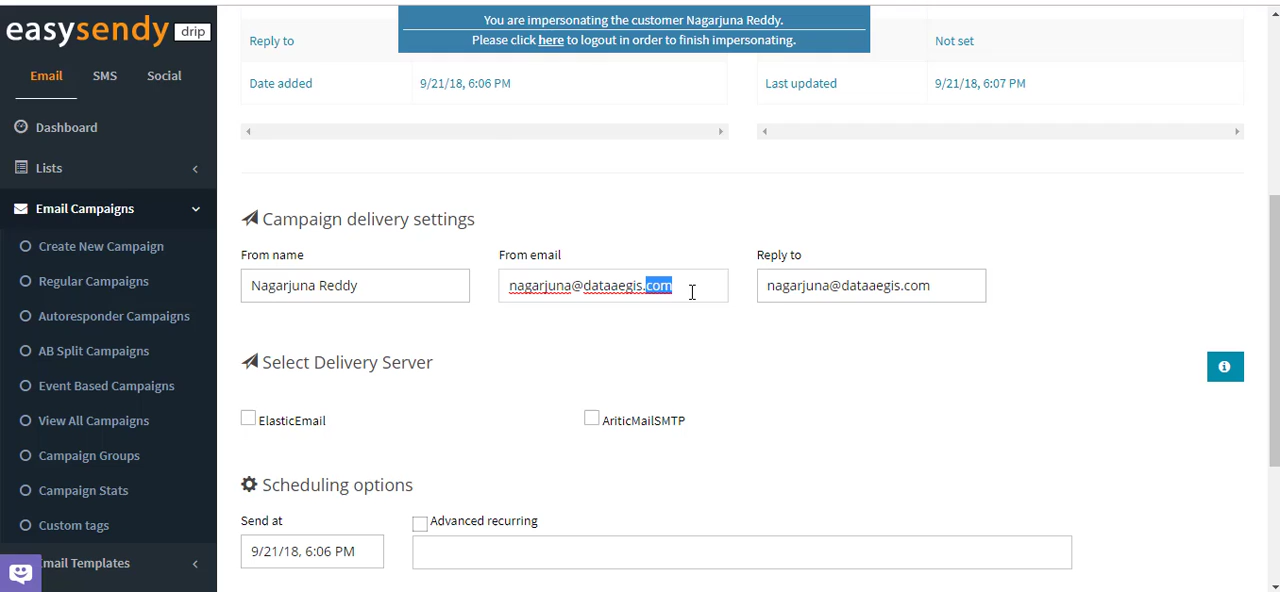 easysendy drip
Email SMS Social
Dashboard
Lists
Email Campaigns
Create New Campaign
Regular Campaigns
Autoresponder Campaigns
AB Split Campaigns
Event Based Campaigns
View All Campaigns
Campaign Groups
Campaign Stats
Custom tags
Email Templates
You are impersonating the customer Nagarjuna Reddy.
Please click here to logout in order to finish impersonating.
Reply to Not set
Date added 9/21/18, 6:06 PM Last updated 9/21/18, 6:07 PM
Campaign delivery settings
From name From email Reply to
Nagarjuna Reddy nagarjuna@dataaegis.com nagarjuna@dataaegis.com
Select Delivery Server
ElasticEmail AriticMailSMTP
Scheduling options
Send at Advanced recurring
9/21/18, 6:06 PM